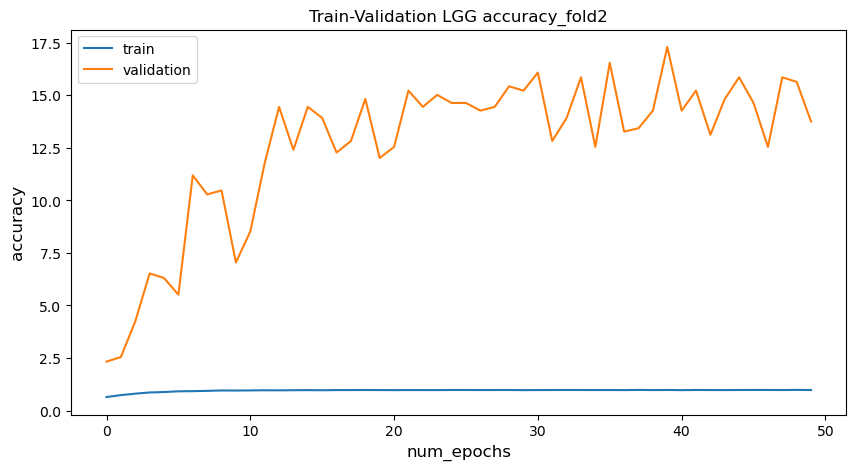 Train-Validation LGG accuracy_fold2
train
validation
accuracy
17.5
15.0
12.5
10.0
7.5
5.0
2.5
0.0
0 10 20 30 40 50
num_epochs